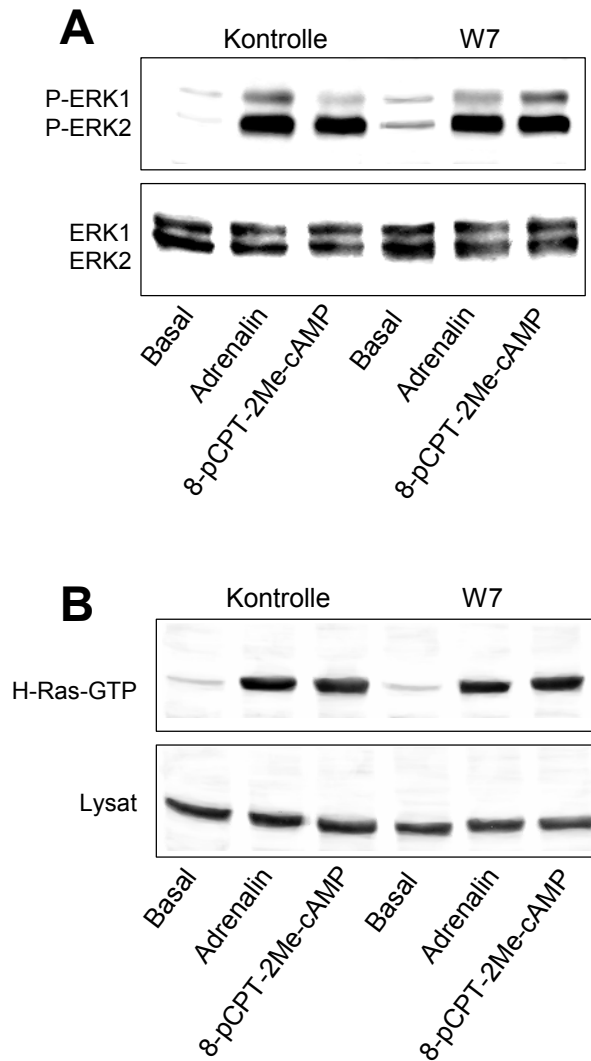 A
Kontrolle W7
P-ERK1
P-ERK2
ERK1
ERK2
Basal
Adrenalin
8-pCPT-2Me-cAMP
Basal
Adrenalin
8-pCPT-2Me-cAMP
B
Kontrolle W7
H-Ras-GTP
Lysat
Basal
Adrenalin
8-pCPT-2Me-cAMP
Basal
Adrenalin
8-pCPT-2Me-cAMP